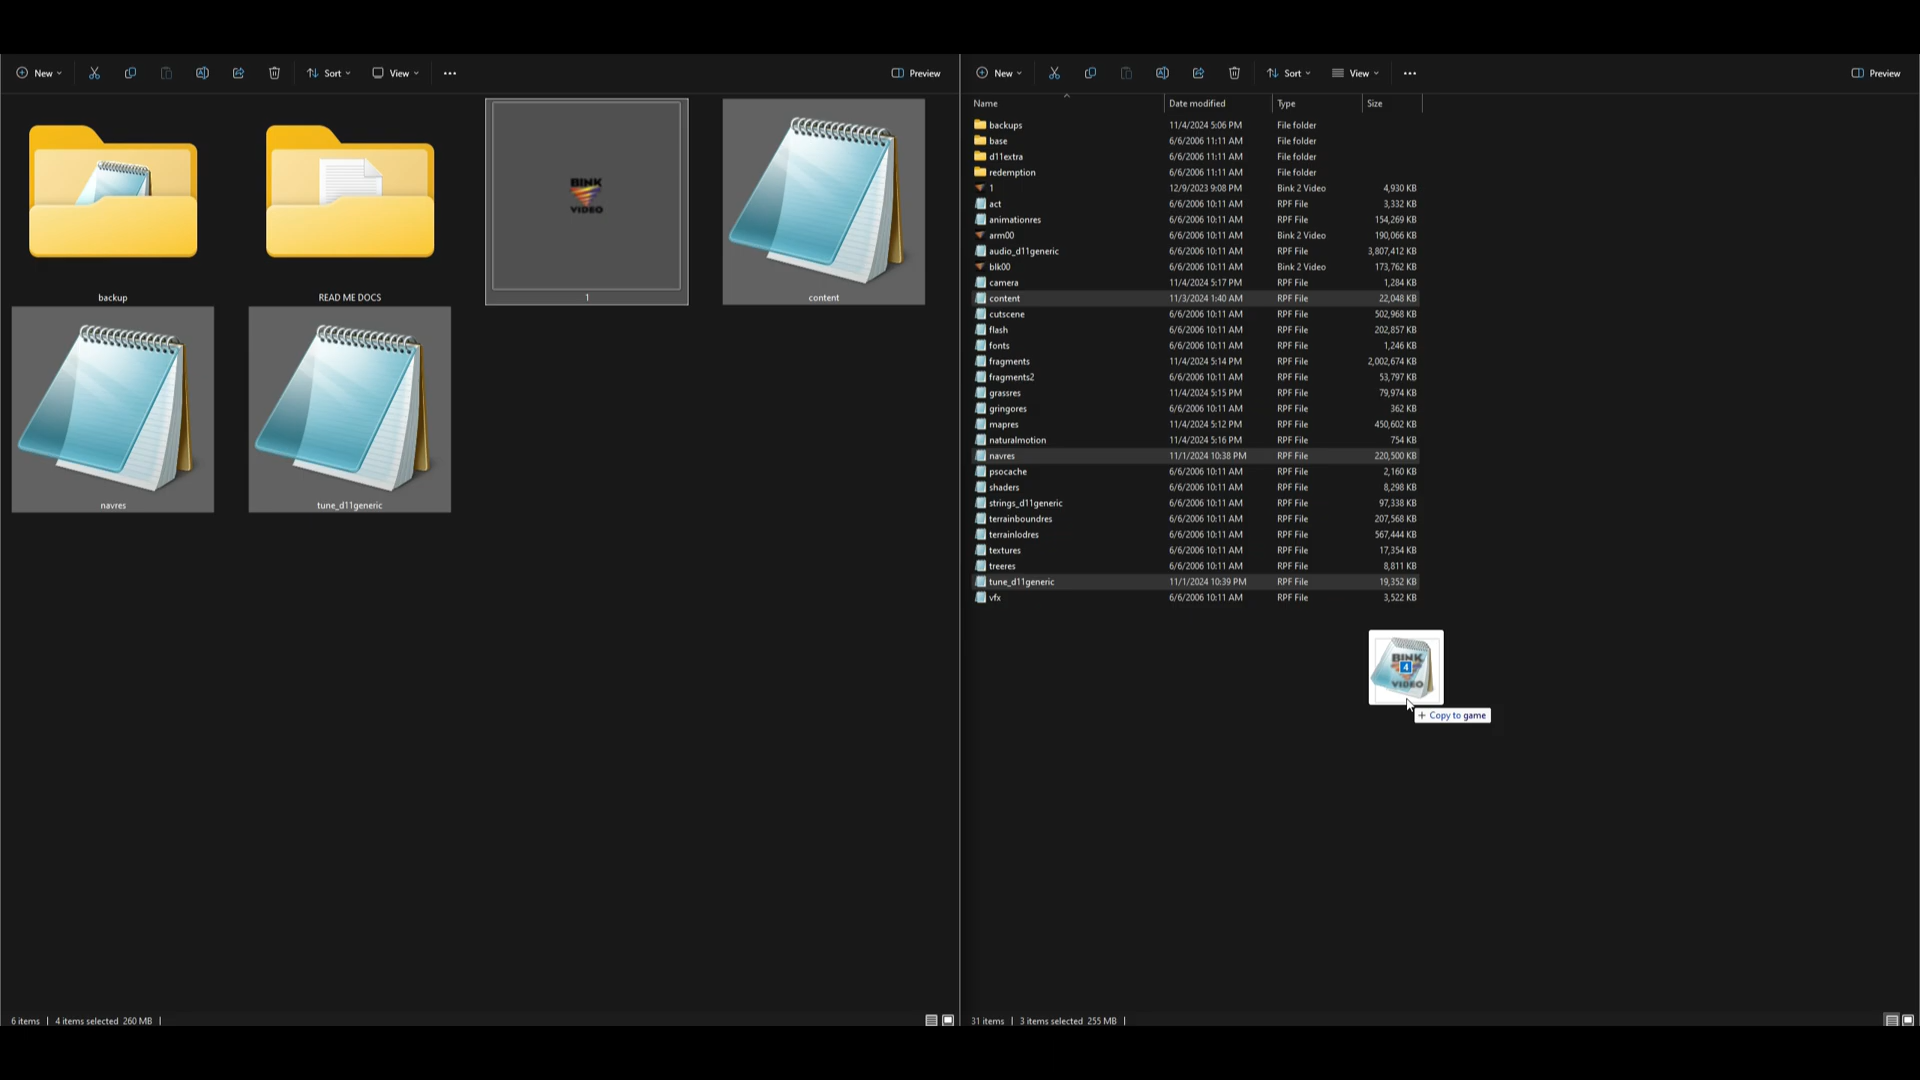 New Sort View Preview
BINK
VIDEO
backup READ ME DOCS 1 content
navres tune_d11generic
6 items | 4 items selected 260 MB |
New Sort View Preview
Name Date modified Type Size
backups 11/4/2024 5:06 PM File folder
base 6/6/2006 11:11 AM File folder
d11extra 6/6/2006 11:11 AM File folder
redemption 6/6/2006 11:11 AM File folder
1 12/9/2023 9:08 PM Bink 2 Video 4,930 KB
act 6/6/2006 10:11 AM RPF File 3,332 KB
animationres 6/6/2006 10:11 AM RPF File 154,269 KB
arm00 6/6/2006 10:11 AM Bink 2 Video 190,066 KB
audio_d11generic 6/6/2006 10:11 AM RPF File 3,807,412 KB
blk00 6/6/2006 10:11 AM Bink 2 Video 173,762 KB
camera 11/4/2024 5:17 PM RPF File 1,284 KB
content 11/3/2024 1:40 AM RPF File 22,048 KB
cutscene 6/6/2006 10:11 AM RPF File 502,968 KB
flash 6/6/2006 10:11 AM RPF File 202,857 KB
fonts 6/6/2006 10:11 AM RPF File 1,246 KB
fragments 11/4/2024 5:14 PM RPF File 2,002,674 KB
fragments2 6/6/2006 10:11 AM RPF File 53,797 KB
grassres 11/4/2024 5:15 PM RPF File 79,974 KB
gringores 6/6/2006 10:11 AM RPF File 362 KB
mapres 11/4/2024 5:12 PM RPF File 450,602 KB
naturalmotion 11/4/2024 5:16 PM RPF File 754 KB
navres 11/1/2024 10:38 PM RPF File 220,500 KB
psocache 6/6/2006 10:11 AM RPF File 2,160 KB
shaders 6/6/2006 10:11 AM RPF File 8,298 KB
strings_d11generic 6/6/2006 10:11 AM RPF File 97,338 KB
terrainboundres 6/6/2006 10:11 AM RPF File 207,568 KB
terrainlodres 6/6/2006 10:11 AM RPF File 567,444 KB
textures 6/6/2006 10:11 AM RPF File 17,354 KB
treeres 6/6/2006 10:11 AM RPF File 8,811 KB
tune_d11generic 11/1/2024 10:39 PM RPF File 19,352 KB
vfx 6/6/2006 10:11 AM RPF File 3,522 KB
BINK
4
VIDEO
+ Copy to game
31 items | 3 items selected 255 MB |